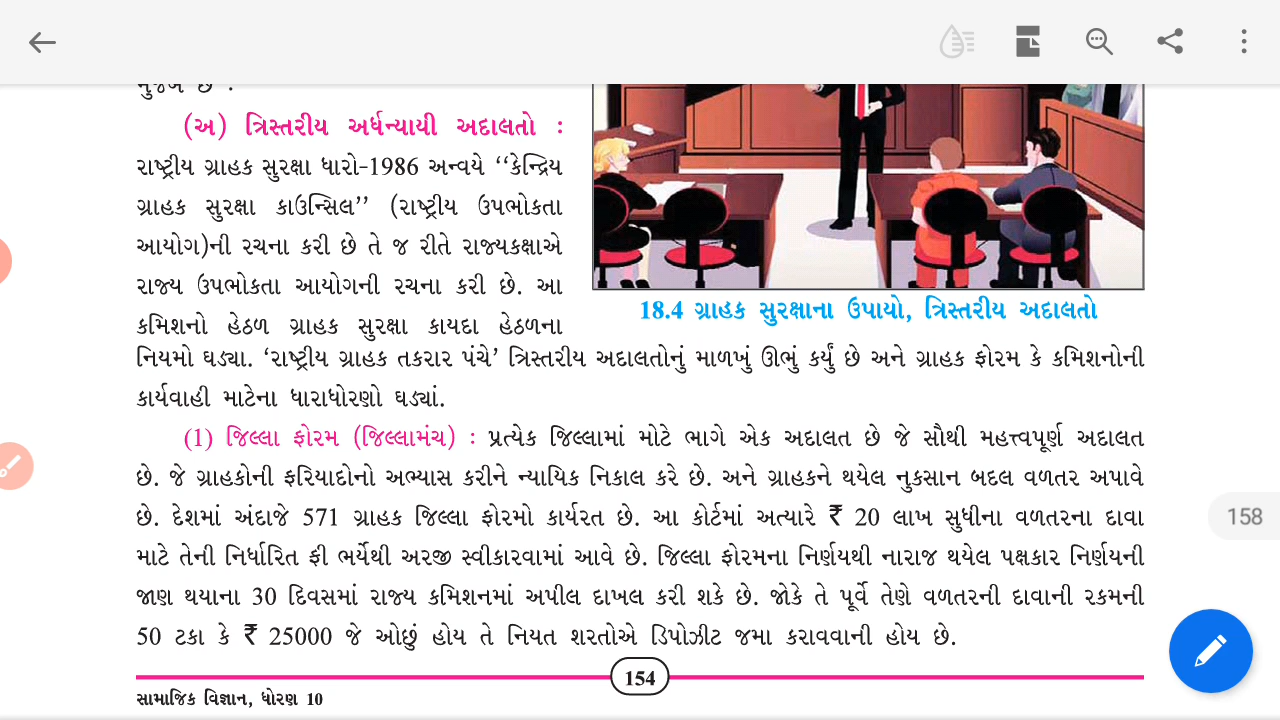 મુજબ છે :
(અ) ત્રિસ્તરીય અર્ધન્યાયી અદાલતો :
રાષ્ટ્રીય ગ્રાહક સુરક્ષા ધારો-1986 અન્વયે ‘‘કેન્દ્રિય
ગ્રાહક સુરક્ષા કાઉન્સિલ’’ (રાષ્ટ્રીય ઉપભોકતા
આયોગ)ની રચના કરી છે તે જ રીતે રાજ્યકક્ષાએ
રાજ્ય ઉપભોકતા આયોગની રચના કરી છે. આ
કમિશનો હેઠળ ગ્રાહક સુરક્ષા કાયદા હેઠળના
18.4 ગ્રાહક સુરક્ષાના ઉપાયો, ત્રિસ્તરીય અદાલતો
નિયમો ઘડ્યા. ‘રાષ્ટ્રીય ગ્રાહક તકરાર પંચે’ ત્રિસ્તરીય અદાલતોનું માળખું ઊભું કર્યું છે અને ગ્રાહક ફોરમ કે કમિશનોની
કાર્યવાહી માટેના ધારાધોરણો ઘડ્યાં.
(1) જિલ્લા ફોરમ (જિલ્લામંચ) : પ્રત્યેક જિલ્લામાં મોટે ભાગે એક અદાલત છે જે સૌથી મહત્ત્વપૂર્ણ અદાલત
છે. જે ગ્રાહકોની ફરિયાદોનો અભ્યાસ કરીને ન્યાયિક નિકાલ કરે છે. અને ગ્રાહકને થયેલ નુકસાન બદલ વળતર અપાવે
છે. દેશમાં અંદાજે 571 ગ્રાહક જિલ્લા ફોરમો કાર્યરત છે. આ કોર્ટમાં અત્યારે ₹ 20 લાખ સુધીના વળતરના દાવા
માટે તેની નિર્ધારિત ફી ભર્યેથી અરજી સ્વીકારવામાં આવે છે. જિલ્લા ફોરમના નિર્ણયથી નારાજ થયેલ પક્ષકાર નિર્ણયની
જાણ થયાના 30 દિવસમાં રાજ્ય કમિશનમાં અપીલ દાખલ કરી શકે છે. જોકે તે પૂર્વે તેણે વળતરની દાવાની રકમની
50 ટકા કે ₹ 25000 જે ઓછું હોય તે નિયત શરતોએ ડિપોઝીટ જમા કરાવવાની હોય છે.
158
154
સામાજિક વિજ્ઞાન, ધોરણ 10